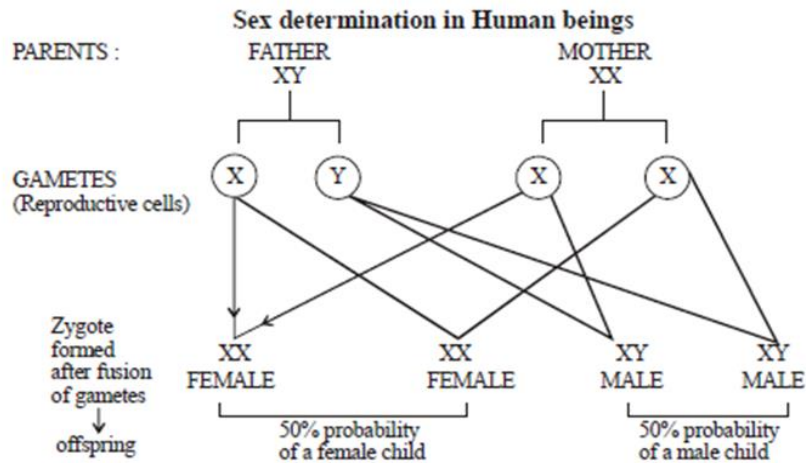 Sex determination in Human beings
PARENTS : FATHER MOTHER
XY XX
X Y X X
GAMETES
(Reproductive cells)
Zygote
formed
after fusion
of gametes
offspring
XX XX XY XY
FEMALE FEMALE MALE MALE
50% probability
of a female child
50% probability
of a male child